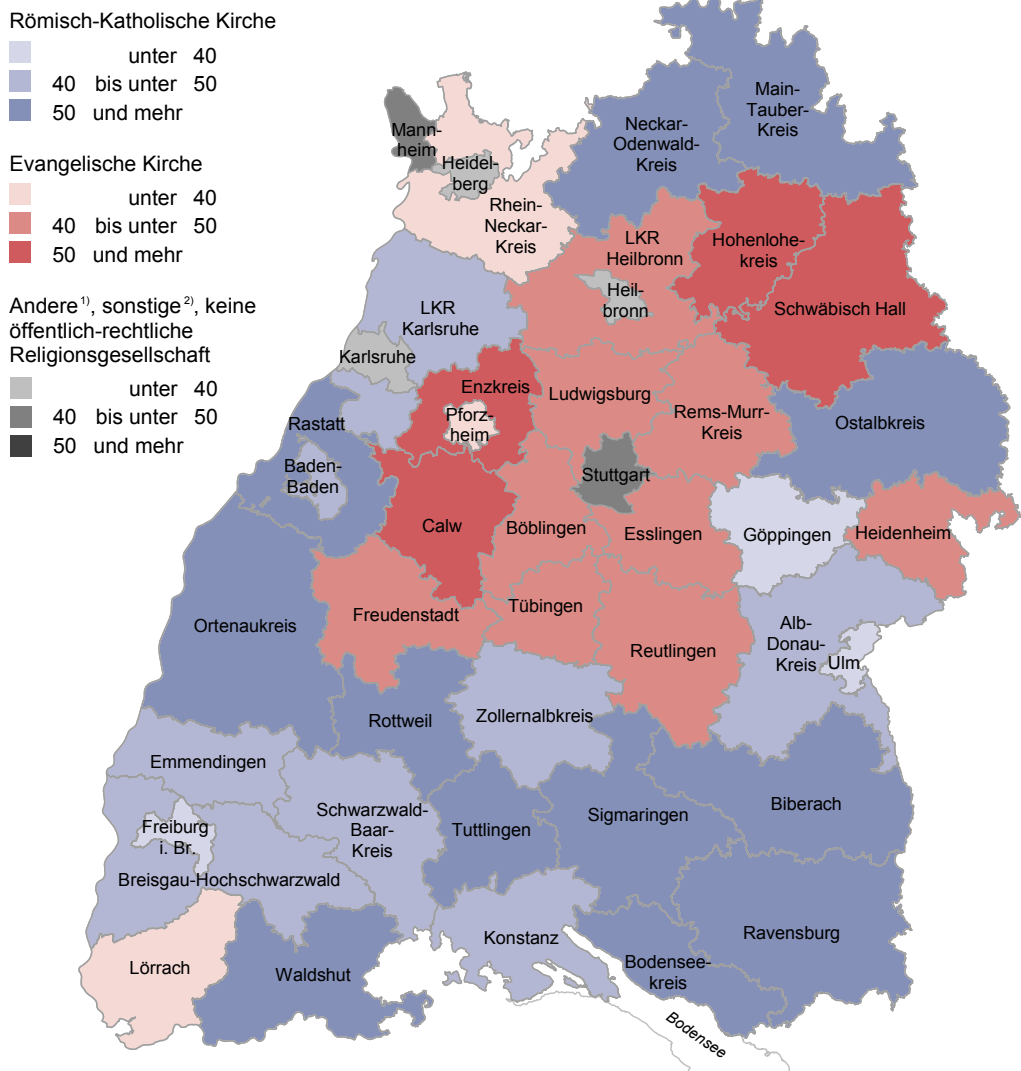 Römisch-Katholische Kirche
unter 40
40 bis unter 50
50 und mehr
Evangelische Kirche
unter 40
40 bis unter 50
50 und mehr
Andere 1), sonstige 2), keine
öffentlich-rechtliche
Religionsgesellschaft
unter 40
40 bis unter 50
50 und mehr
Main-
Tauber-
Kreis
Neckar-
Odenwald-
Kreis
Mann-
heim
Heidel-
berg
Rhein-
Neckar-
Kreis
LKR
Heilbronn
Hohenlohe-
kreis
Heil-
bronn
Schwäbisch Hall
LKR
Karlsruhe
Karlsruhe
Enzkreis
Pforz-
heim
Ludwigsburg
Rems-Murr-
Kreis
Ostalbkreis
Rastatt
Baden-
Baden
Stuttgart
Calw
Böblingen
Esslingen
Göppingen
Heidenheim
Ortenaukreis
Freudenstadt
Tübingen
Reutlingen
Alb-
Donau-
Kreis
Ulm
Rottweil
Zollernalbkreis
Emmendingen
Schwarzwald-
Baar-
Kreis
Tuttlingen
Sigmaringen
Biberach
Freiburg
i. Br.
Breisgau-Hochschwarzwald
Konstanz
Ravensburg
Lörrach
Waldshut
Bodensee-
kreis
Bodensee